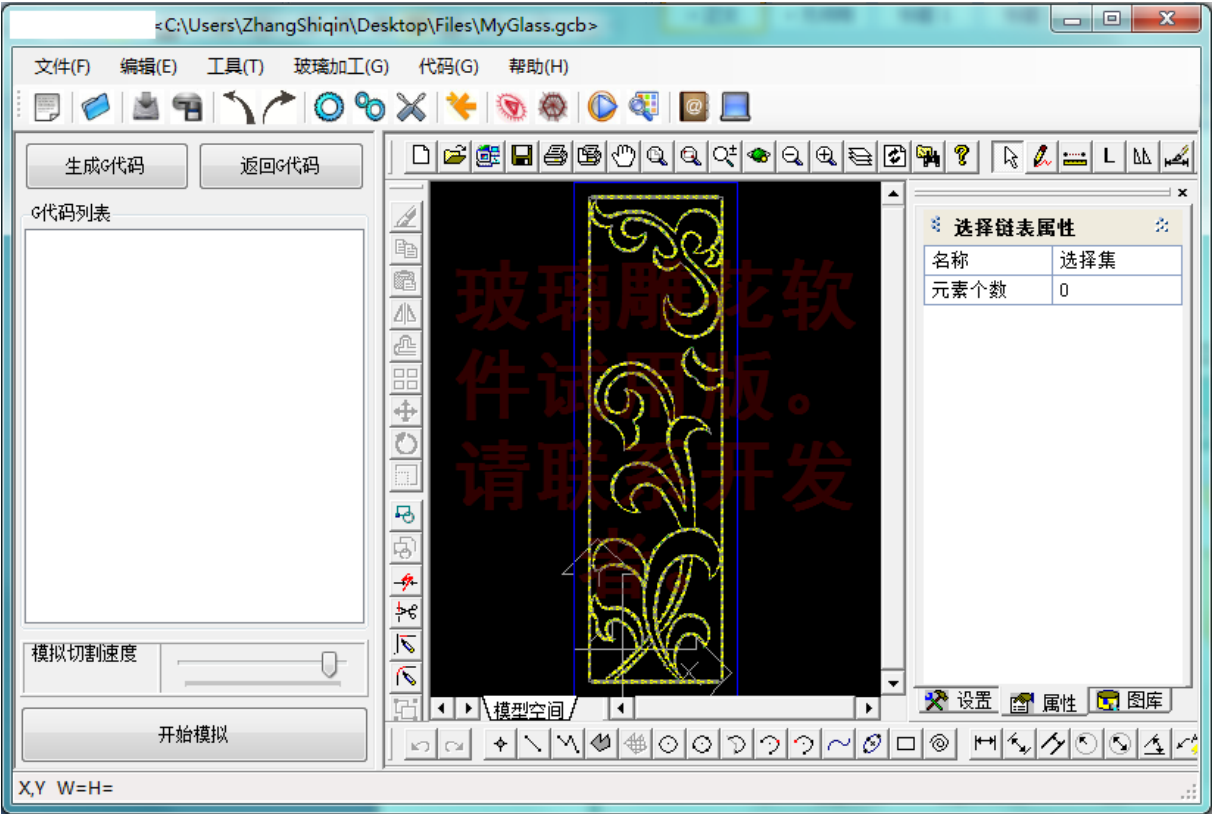 <C:\Users\ZhangShiqin\Desktop\Files\MyGlass.gcb>
文件(F) 编辑(E) 工具(T) 玻璃加工(G) 代码(G) 帮助(H)
生成G代码 返回G代码
G代码列表
模拟切割速度
开始模拟
玻璃雕花软
件试用版。
请联系开发
者。
模型空间
选择链表属性
名称 选择集
元素个数 0
设置 属性 图库
X,Y W=H=